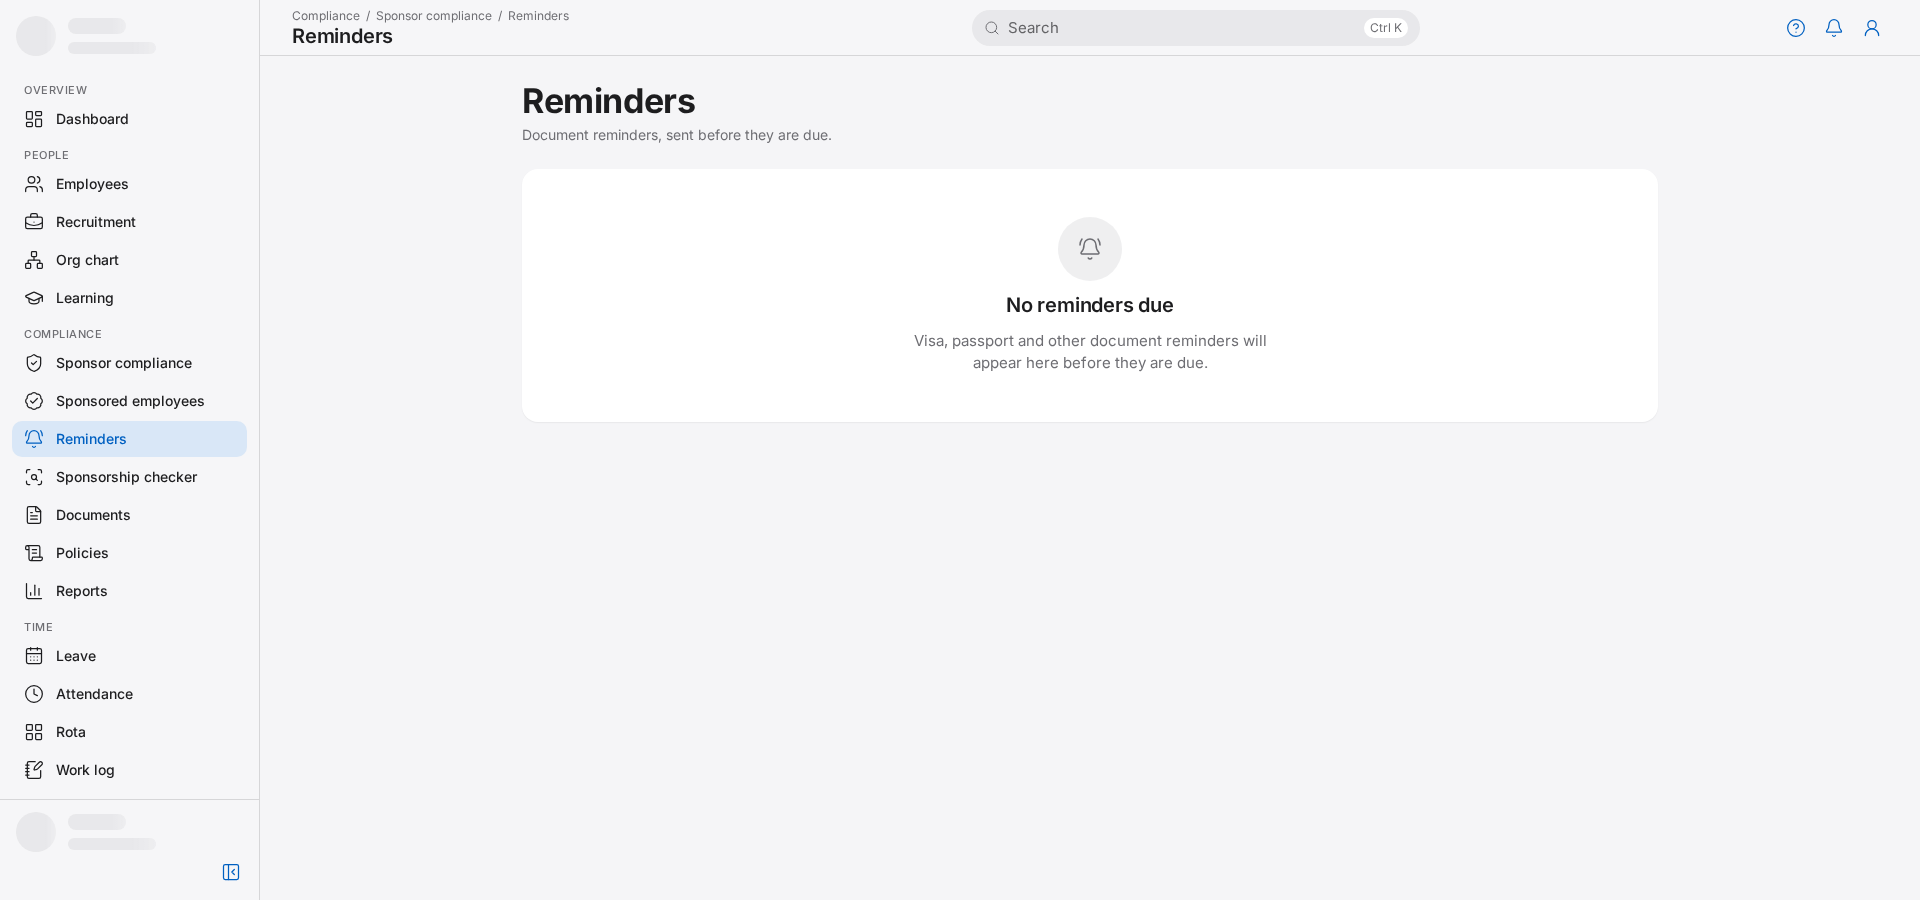 OVERVIEW
Dashboard
PEOPLE
Employees
Recruitment
Org chart
Learning
COMPLIANCE
Sponsor compliance
Sponsored employees
Reminders
Sponsorship checker
Documents
Policies
Reports
TIME
Leave
Attendance
Rota
Work log
Compliance / Sponsor compliance / Reminders
Reminders
Search
Ctrl K
Reminders
Document reminders, sent before they are due.
No reminders due
Visa, passport and other document reminders will
appear here before they are due.